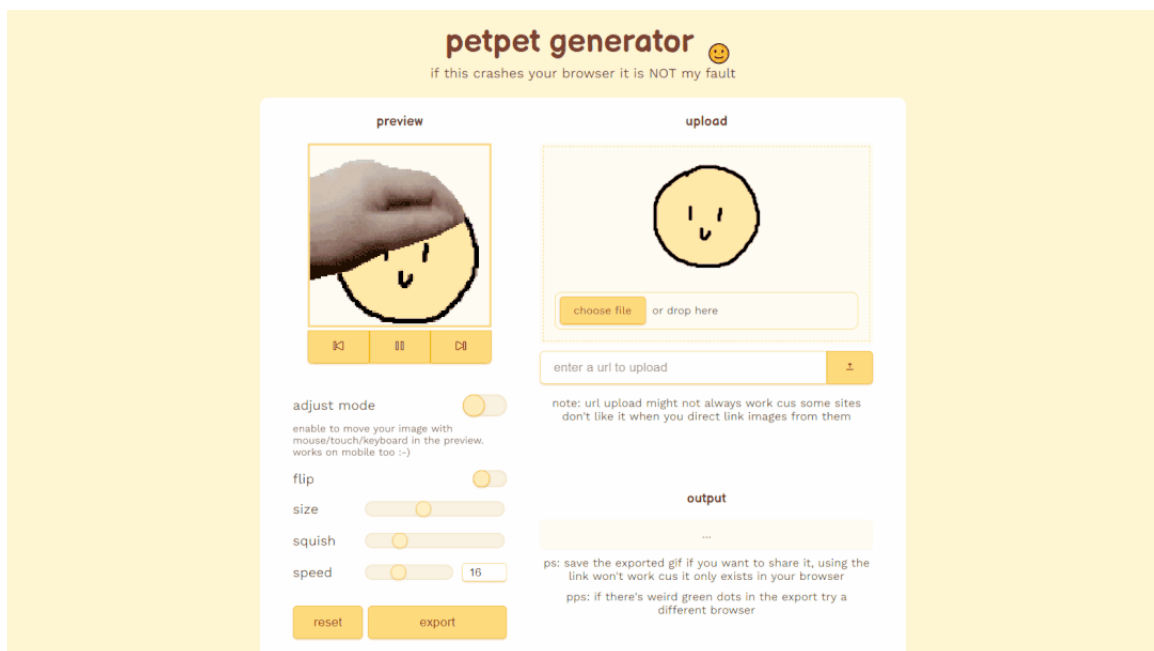 petpet generator
if this crashes your browser it is NOT my fault
preview
upload
choose file
or drop here
enter a url to upload
note: url upload might not always work cus some sites
don't like it when you direct link images from them
adjust mode
enable to move your image with
mouse/touch/keyboard in the preview.
works on mobile too :-)
flip
size
squish
speed
16
reset
export
output
...
ps: save the exported gif if you want to share it, using the
link won't work cus it only exists in your browser
pps: if there's weird green dots in the export try a
different browser